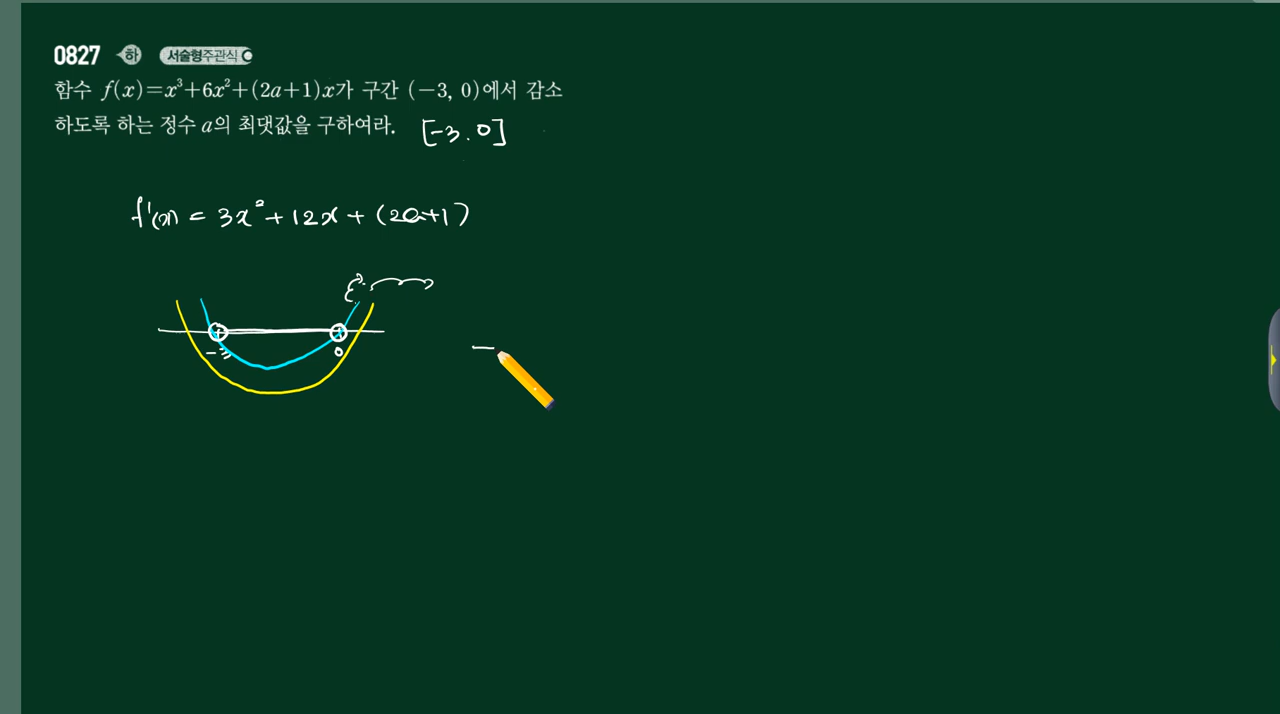 0827 하 서술형주관식
함수 f(x)=x³+6x²+(2a+1)x가 구간 (−3, 0)에서 감소
하도록 하는 정수 a의 최댓값을 구하여라.
[-3.0]
f'(x) = 3x² + 12x + (2a+1)
-3 0